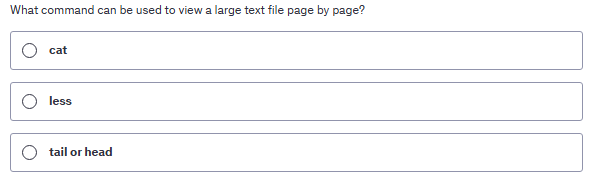 What command can be used to view a large text file page by page?
cat
less
tail or head